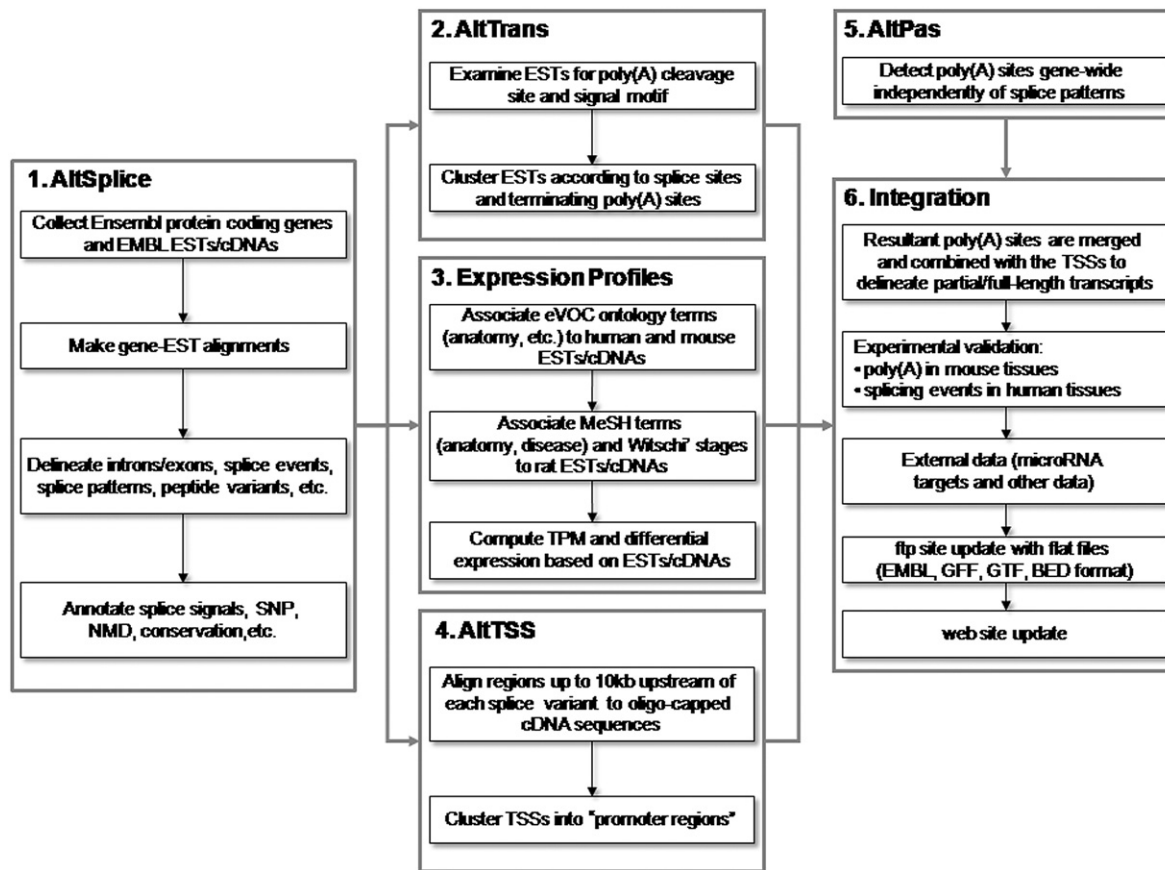 1. AltSplice
Collect Ensembl protein coding genes
and EMBL ESTs/cDNAs
Make gene-EST alignments
Delineate introns/exons, splice events,
splice patterns, peptide variants, etc.
Annotate splice signals, SNP,
NMD, conservation,etc.
2. AltTrans
Examine ESTs for poly(A) cleavage
site and signal motif
Cluster ESTs according to splice sites
and terminating poly(A) sites
3. Expression Profiles
Associate eVOC ontology terms
(anatomy, etc.) to human and mouse
ESTs/cDNAs
Associate MeSH terms
(anatomy, disease) and Witschi' stages
to rat ESTs/cDNAs
Compute TPM and differential
expression based on ESTs/cDNAs
4. AltTSS
Align regions up to 10kb upstream of
each splice variant to oligo-capped
cDNA sequences
Cluster TSSs into "promoter regions"
5. AltPas
Detect poly(A) sites gene-wide
independently of splice patterns
6. Integration
Resultant poly(A) sites are merged
and combined with the TSSs to
delineate partial/full-length transcripts
Experimental validation:
• poly(A) in mouse tissues
• splicing events in human tissues
External data (microRNA
targets and other data)
ftp site update with flat files
(EMBL, GFF, GTF, BED format)
web site update